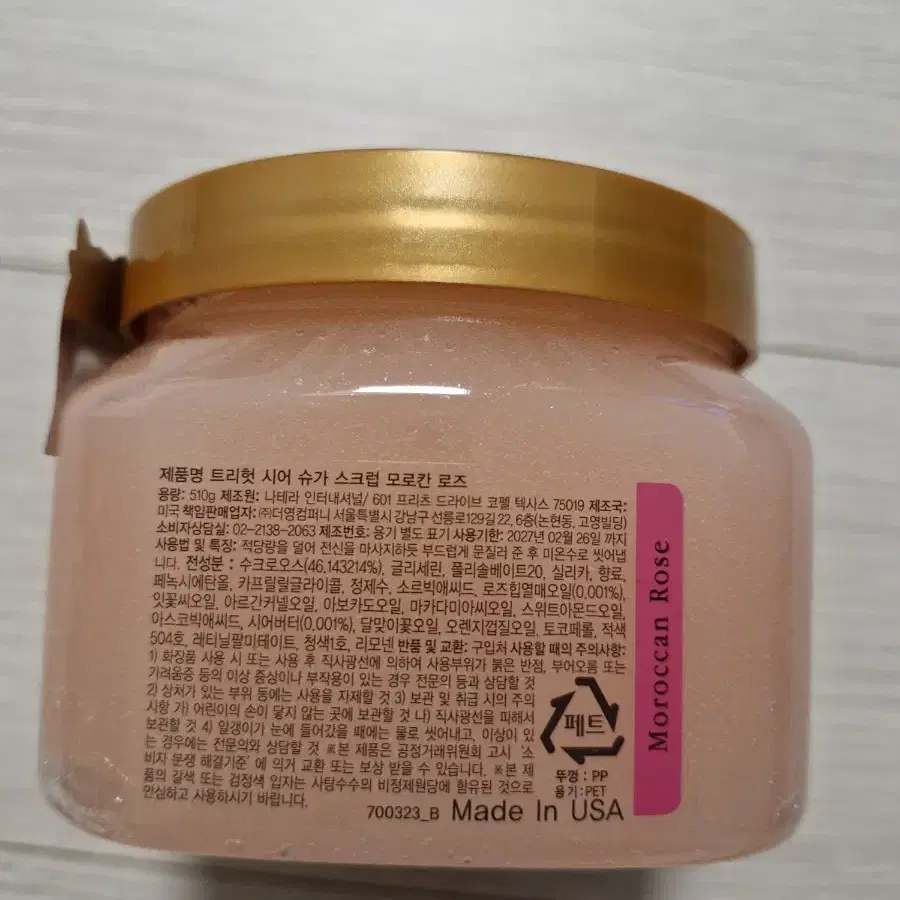 제품명 트리헛 시어 슈가 스크럽 모로칸 로즈
용량: 510g 제조원: 나테라 인터내셔널/ 601 프리츠 드라이브 코펠 텍사스 75019 제조국:
미국 책임판매업자: ㈜더영컴퍼니 서울특별시 강남구 선릉로129길 22, 6층(논현동, 고영빌딩)
소비자상담실: 02-2138-2063 제조번호: 용기 별도 표기 사용기한: 2027년 02월 26일 까지
사용법 및 특징: 적당량을 덜어 전신을 마사지하듯 부드럽게 문질러 준 후 미온수로 씻어냅
니다. 전성분 : 수크로오스(46.143214%), 글리세린, 폴리솔베이트20, 실리카, 향료,
페녹시에탄올, 카프릴릴글라이콜, 정제수, 소르빅애씨드, 로즈힙열매오일(0.001%),
잇꽃씨오일, 아르간커넬오일, 아보카도오일, 마카다미아씨오일, 스위트아몬드오일,
아스코빅애씨드, 시어버터(0.001%), 달맞이꽃오일, 오렌지껍질오일, 토코페롤, 적색
504호, 레티닐팔미테이트, 청색1호, 리모넨 반품 및 교환: 구입처 사용할 때의 주의사항:
1) 화장품 사용 시 또는 사용 후 직사광선에 의하여 사용부위가 붉은 반점, 부어오름 또는
가려움증 등의 이상 증상이나 부작용이 있는 경우 전문의 등과 상담할 것
2) 상처가 있는 부위 등에는 사용을 자제할 것 3) 보관 및 취급 시의 주의
사항 가) 어린이의 손이 닿지 않는 곳에 보관할 것 나) 직사광선을 피해서
보관할 것 4) 알갱이가 눈에 들어갔을 때에는 물로 씻어내고, 이상이 있
는 경우에는 전문의와 상담할 것 ※본 제품은 공정거래위원회 고시 '소
비자 분쟁 해결기준' 에 의거 교환 또는 보상 받을 수 있습니다. ※본 제
품의 갈색 또는 검정색 입자는 사탕수수의 비정제원당에 함유된 것으로
안심하고 사용하시기 바랍니다.
페트
뚜껑 : PP
용기 : PET
700323_B Made In USA
Moroccan Rose